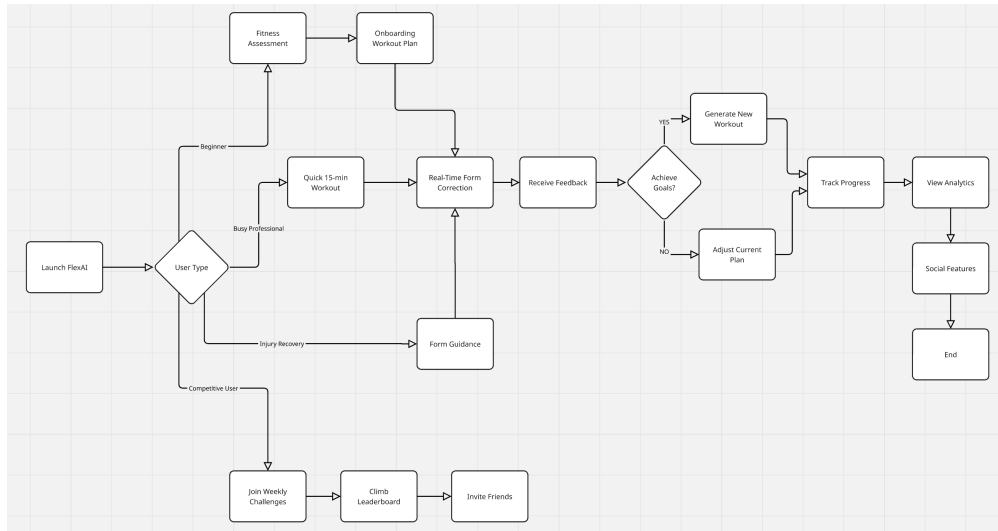 Fitness
Assessment
Onboarding
Workout Plan
Generate New
Workout
YES
Beginner
Quick 15-min
Workout
Real-Time Form
Correction
Receive Feedback
Achieve
Goals?
Track Progress
View Analytics
Busy Professional
NO
Adjust Current
Plan
Launch FlexAI
User Type
Social Features
Injury Recovery
Form Guidance
End
Competitive User
Join Weekly
Challenges
Climb
Leaderboard
Invite Friends